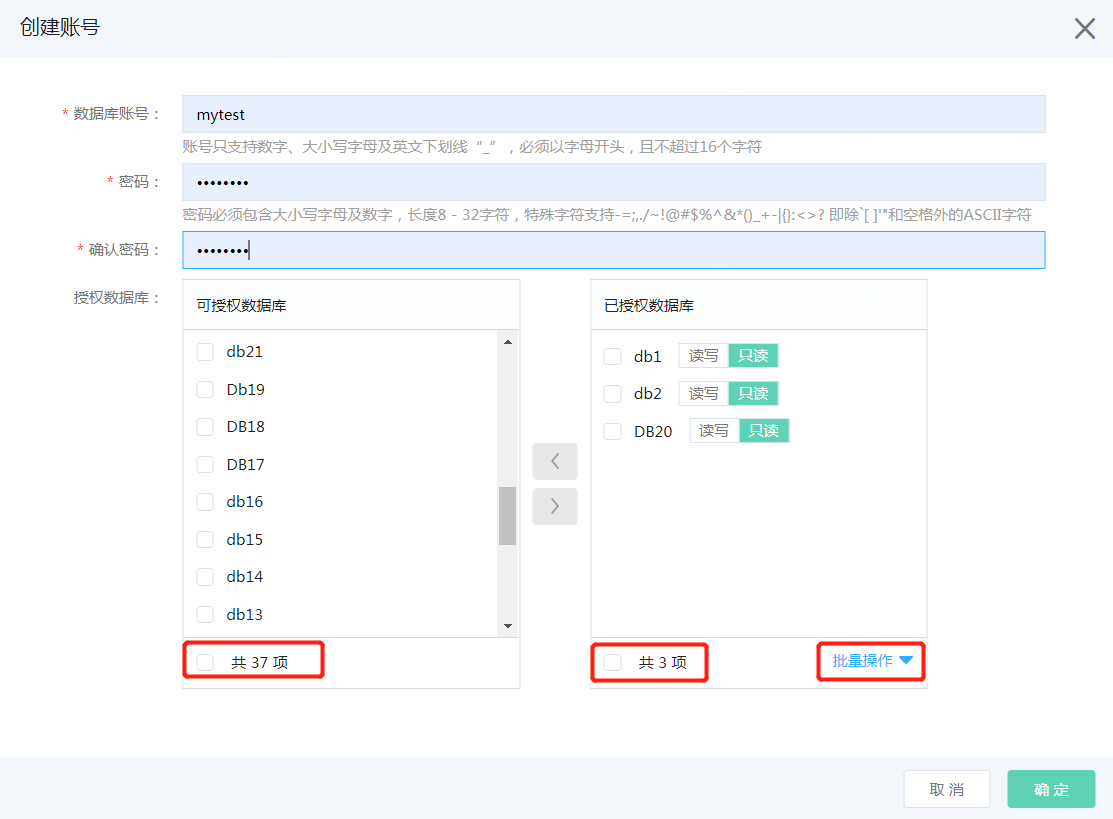 创建账号
* 数据库账号：
mytest
账号只支持数字、大小写字母及英文下划线“_”，必须以字母开头，且不超过16个字符
* 密码：
••••••••
密码必须包含大小写字母及数字，长度8 - 32字符，特殊字符支持-=;,./~!@#$%^&*()_+-|{}:<>? 即除`[ ]'"和空格外的ASCII字符
* 确认密码：
••••••••
授权数据库：
可授权数据库
db21
Db19
DB18
DB17
db16
db15
db14
db13
共 37 项
已授权数据库
db1 读写 只读
db2 读写 只读
DB20 读写 只读
共 3 项
批量操作
取 消
确 定